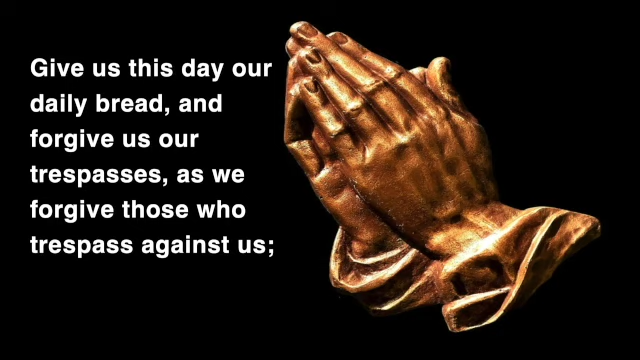 Give us this day our
daily bread, and
forgive us our
trespasses, as we
forgive those who
trespass against us;